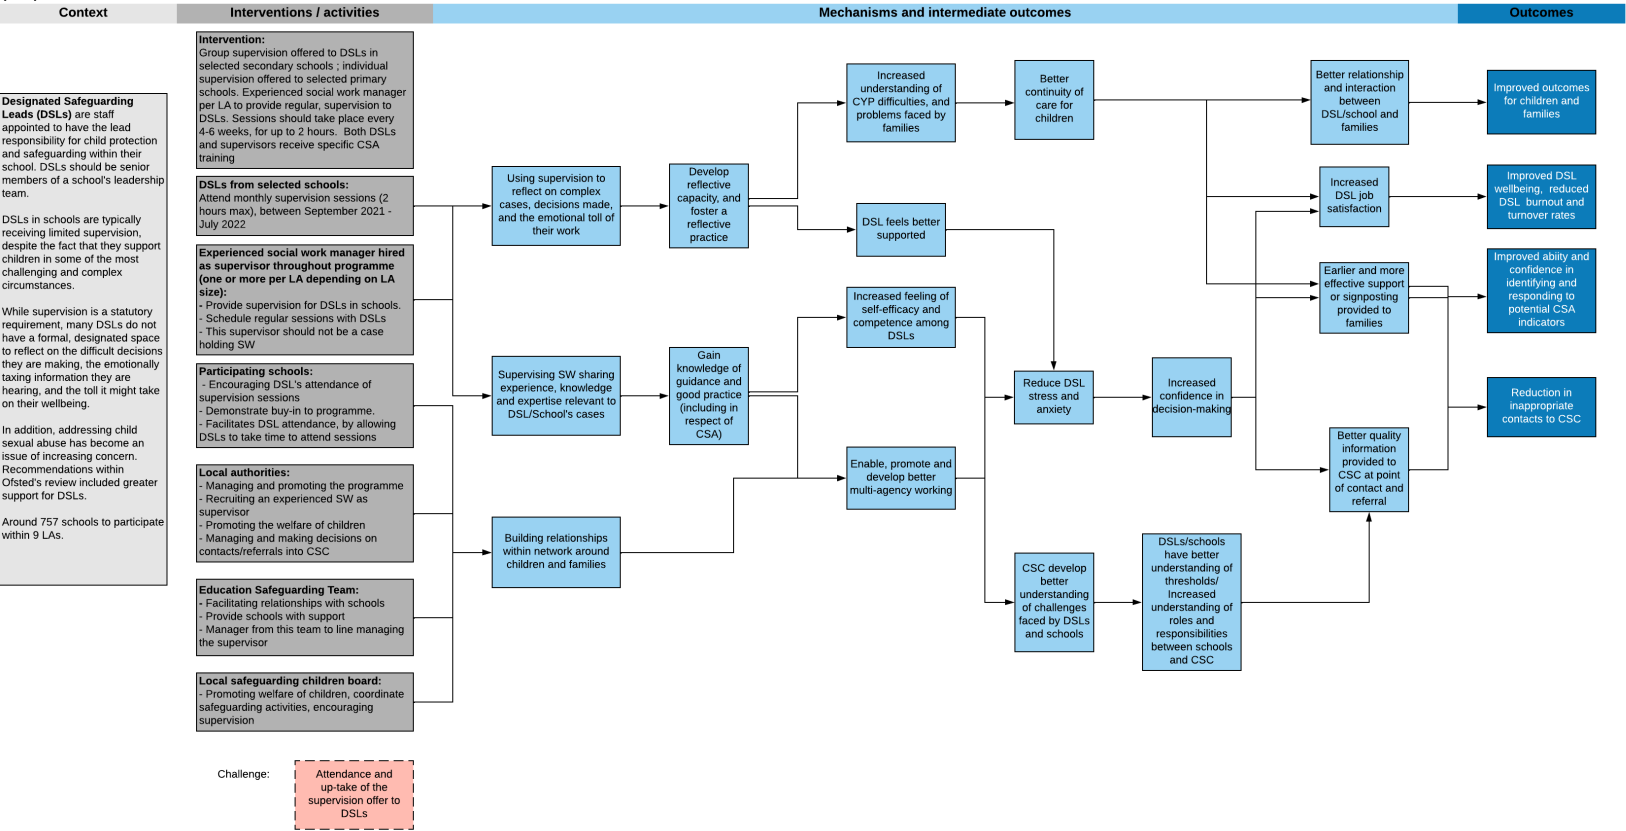 Context
Interventions / activities
Mechanisms and intermediate outcomes
Outcomes
Designated Safeguarding
Leads (DSLs) are staff
appointed to have the lead
responsibility for child protection
and safeguarding within their
school. DSLs should be senior
members of a school's leadership
team.
DSLs in schools are typically
receiving limited supervision,
despite the fact that they support
children in some of the most
challenging and complex
circumstances.
While supervision is a statutory
requirement, many DSLs do not
have a formal, designated space
to reflect on the difficult decisions
they are making, the emotionally
taxing information they are
hearing, and the toll it might take
on their wellbeing.
In addition, addressing child
sexual abuse has become an
issue of increasing concern.
Recommendations within
Ofsted's review included greater
support for DSLs.
Around 757 schools to participate
within 9 LAs.
Intervention:
Group supervision offered to DSLs in
selected secondary schools ; individual
supervision offered to selected primary
schools. Experienced social work manager
per LA to provide regular, supervision to
DSLs. Sessions should take place every
4-6 weeks, for up to 2 hours. Both DSLs
and supervisors receive specific CSA
training
DSLs from selected schools:
Attend monthly supervision sessions (2
hours max), between September 2021 -
July 2022
Experienced social work manager hired
as supervisor throughout programme
(one or more per LA depending on LA
size):
- Provide supervision for DSLs in schools.
- Schedule regular sessions with DSLs
- This supervisor should not be a case
holding SW
Participating schools:
- Encouraging DSL's attendance of
supervision sessions
- Demonstrate buy-in to programme.
- Facilitates DSL attendance, by allowing
DSLs to take time to attend sessions
Local authorities:
- Managing and promoting the programme
- Recruiting an experienced SW as
supervisor
- Promoting the welfare of children
- Managing and making decisions on
contacts/referrals into CSC
Education Safeguarding Team:
- Facilitating relationships with schools
- Provide schools with support
- Manager from this team to line managing
the supervisor
Local safeguarding children board:
- Promoting welfare of children, coordinate
safeguarding activities, encouraging
supervision
Challenge:
Attendance and
up-take of the
supervision offer to
DSLs
Using supervision to
reflect on complex
cases, decisions made,
and the emotional toll of
their work
Supervising SW sharing
experience, knowledge
and expertise relevant to
DSL/School's cases
Building relationships
within network around
children and families
Develop
reflective
capacity, and
foster a
reflective
practice
Gain
knowledge of
guidance and
good practice
(including in
respect of
CSA)
Increased
understanding of
CYP difficulties, and
problems faced by
families
DSL feels better
supported
Increased feeling of
self-efficacy and
competence among
DSLs
Enable, promote and
develop better
multi-agency working
Better
continuity of
care for
children
Reduce DSL
stress and
anxiety
CSC develop
better
understanding
of challenges
faced by DSLs
and schools
Increased
confidence in
decision-making
DSLs/schools
have better
understanding of
thresholds/
Increased
understanding of
roles and
responsibilities
between schools
and CSC
Better relationship
and interaction
between
DSL/school and
families
Increased
DSL job
satisfaction
Earlier and more
effective support
or signposting
provided to
families
Better quality
information
provided to
CSC at point
of contact and
referral
Improved outcomes
for children and
families
Improved DSL
wellbeing, reduced
DSL burnout and
turnover rates
Improved abiity and
confidence in
identifying and
responding to
potential CSA
indicators
Reduction in
inappropriate
contacts to CSC